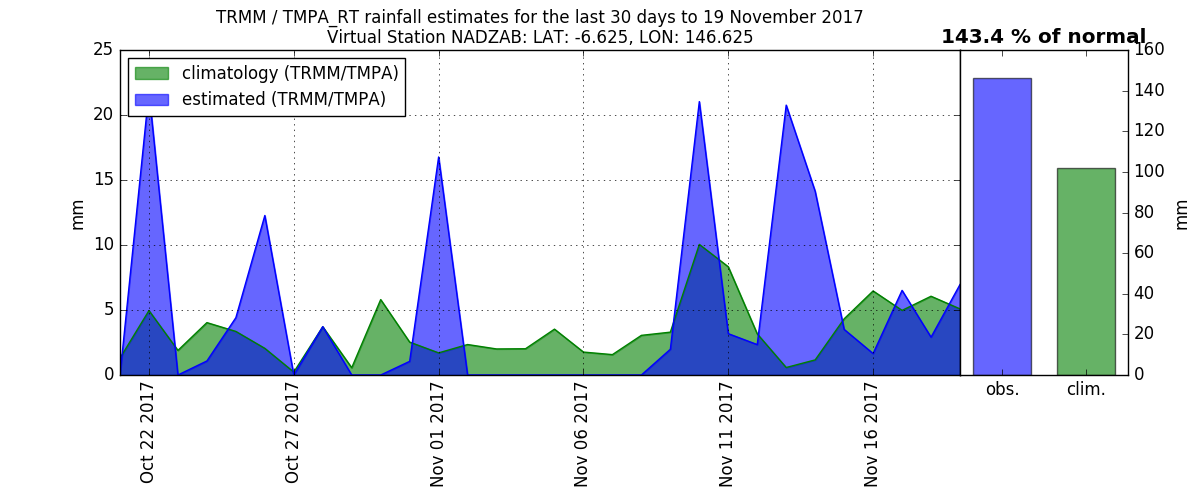 TRMM / TMPA_RT rainfall estimates for the last 30 days to 19 November 2017
Virtual Station NADZAB: LAT: -6.625, LON: 146.625
143.4 % of normal
climatology (TRMM/TMPA)
estimated (TRMM/TMPA)
25
20
15
10
5
0
mm
Oct 22 2017
Oct 27 2017
Nov 01 2017
Nov 06 2017
Nov 11 2017
Nov 16 2017
obs.
clim.
160
140
120
100
80
60
40
20
0
mm